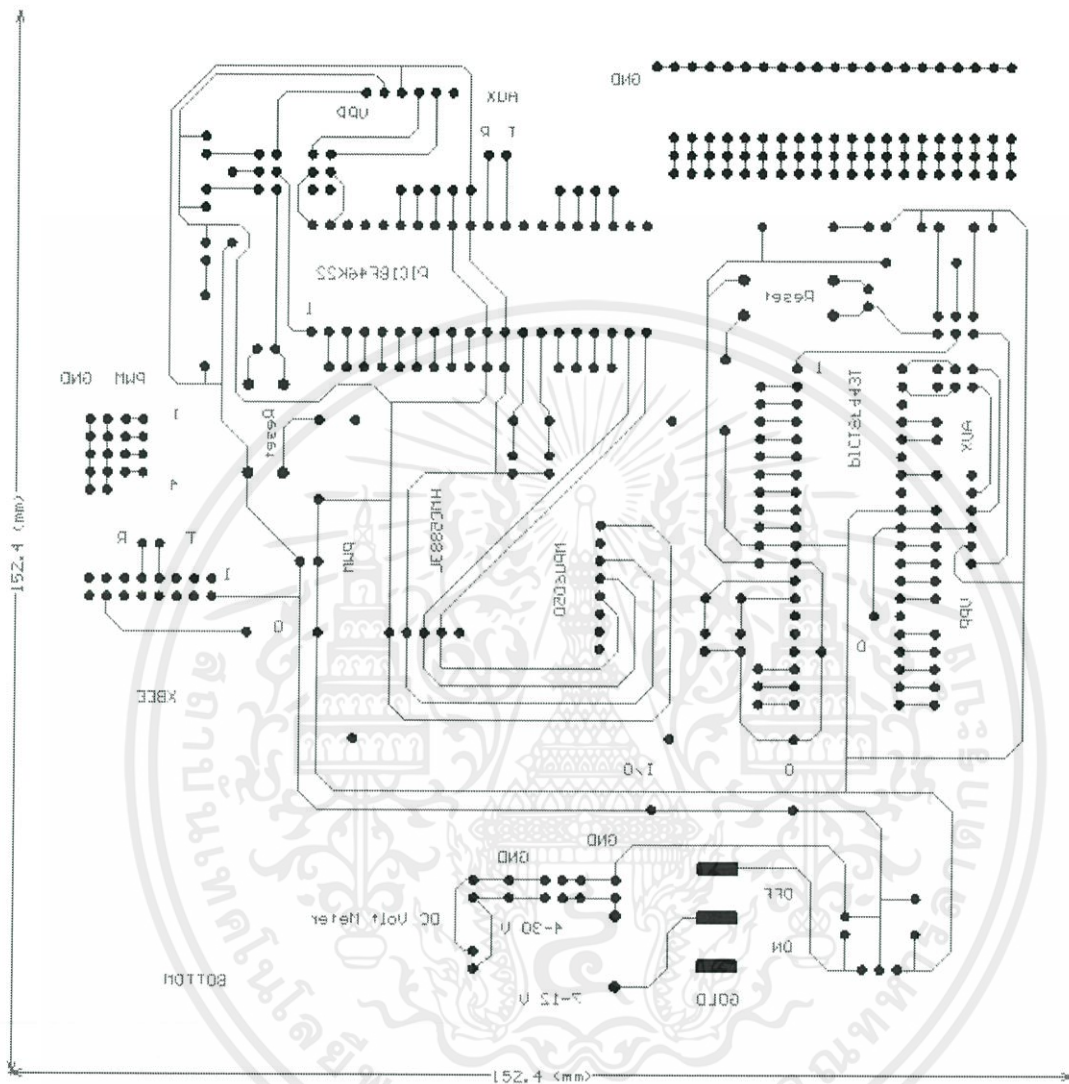 GND
AUX
VDD
T R
PIC18F46K22
1
Reset
1
PIC18F4431
AUX
GND PWM
1
4
Reset
HMC5883L
PWM
MPU6050
R T
1
0
0
Vdd
XBEE
I/O
0
GND
GND
OFF
DC Volt Meter
4-30 V
ON
7-12 V
GOLD
BOTTOM
152.4 (mm)
152.4 (mm)